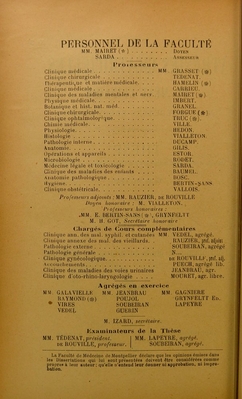 PERSONNEL DE LA FACULTÉ
MM. MAIRET (✻) . . . . . Doyen
SARDA . . . . . Assesseur
Professeurs
Clinique médicale . . . . . MM. GRASSET (✻)
Clinique chirurgicale . . . . . TEDENAT.
Thérapeutique et matière médicale. . . . . HAMELIN (✻)
Clinique médicale . . . . . CARRIEU.
Clinique des maladies mentales et nerv. . . . . MAIRET (✻)
Physique médicale. . . . . IMBERT.
Botanique et hist. nat. méd. . . . . GRANEL.
Clinique chirurgicale. . . . . FORGUE (✻)
Clinique ophtalmologique. . . . . TRUC (✻).
Chimie médicale. . . . . VILLE.
Physiologie. . . . . HEDON.
Histologie . . . . . VIALLETON.
Pathologie interne. . . . . DUCAMP.
Anatomie. . . . . GILIS.
Opérations et appareils . . . . . ESTOR.
Microbiologie . . . . . RODET.
Médecine légale et toxicologie . . . . . SARDA.
Clinique des maladies des enfants . . . . . BAUMEL.
Anatomie pathologique. . . . . BOSC.
Hygiène. . . . . BERTIN-SANS
Clinique obstétricale. . . . . VALLOIS.
Professeurs adjoints : MM. RAUZIER, DE ROUVILLE
Doyen honoraire : M. VIALLETON.
Professeurs honoraires :
MM. E. BERTIN-SANS (✻), GRYNFELTT
M. H. GOT, Secrétaire honoraire
Chargés de Cours complémentaires
Clinique ann. des mal. syphil. et cutanées MM. VEDEL, agrégé.
Clinique annexe des mal. des vieillards. RAUZIER, prof. adjoint
Pathologie externe . . . . . SOUBEIRAN, agrégé
Pathologie générale . . . . . N.
Clinique gynécologique. . . . . DE ROUVILLE, prof. adj.
Accouchements. . . . . PUECH, agrégé lib.
Clinique des maladies des voies urinaires JEANBRAU, agr.
Clinique d'oto-rhino-laryngologie MOURET, agr. libre.
Agrégés en exercice
MM. GALAVIELLE MM. JEANBRAU MM. GAGNIERE
RAYMOND (✻) POUJOL GRYNFELTT Ed.
VIRES SOUBEIRAN LAPEYRE
VEDEL GUERIN
M. IZARD, secrétaire.
Examinateurs de la Thèse
MM. TÉDENAT, président. MM. LAPEYRE, agrégé.
DE ROUVILLE, professeur. SOUBEIRAN, agrégé.
La Faculté de Médecine de Montpellier déclare que les opinions émises dans
les Dissertations qui lui sont présentées doivent être considérées comme
propres à leur auteur ; qu'elle n'entend leur donner ni approbation, ni impro-
bation.